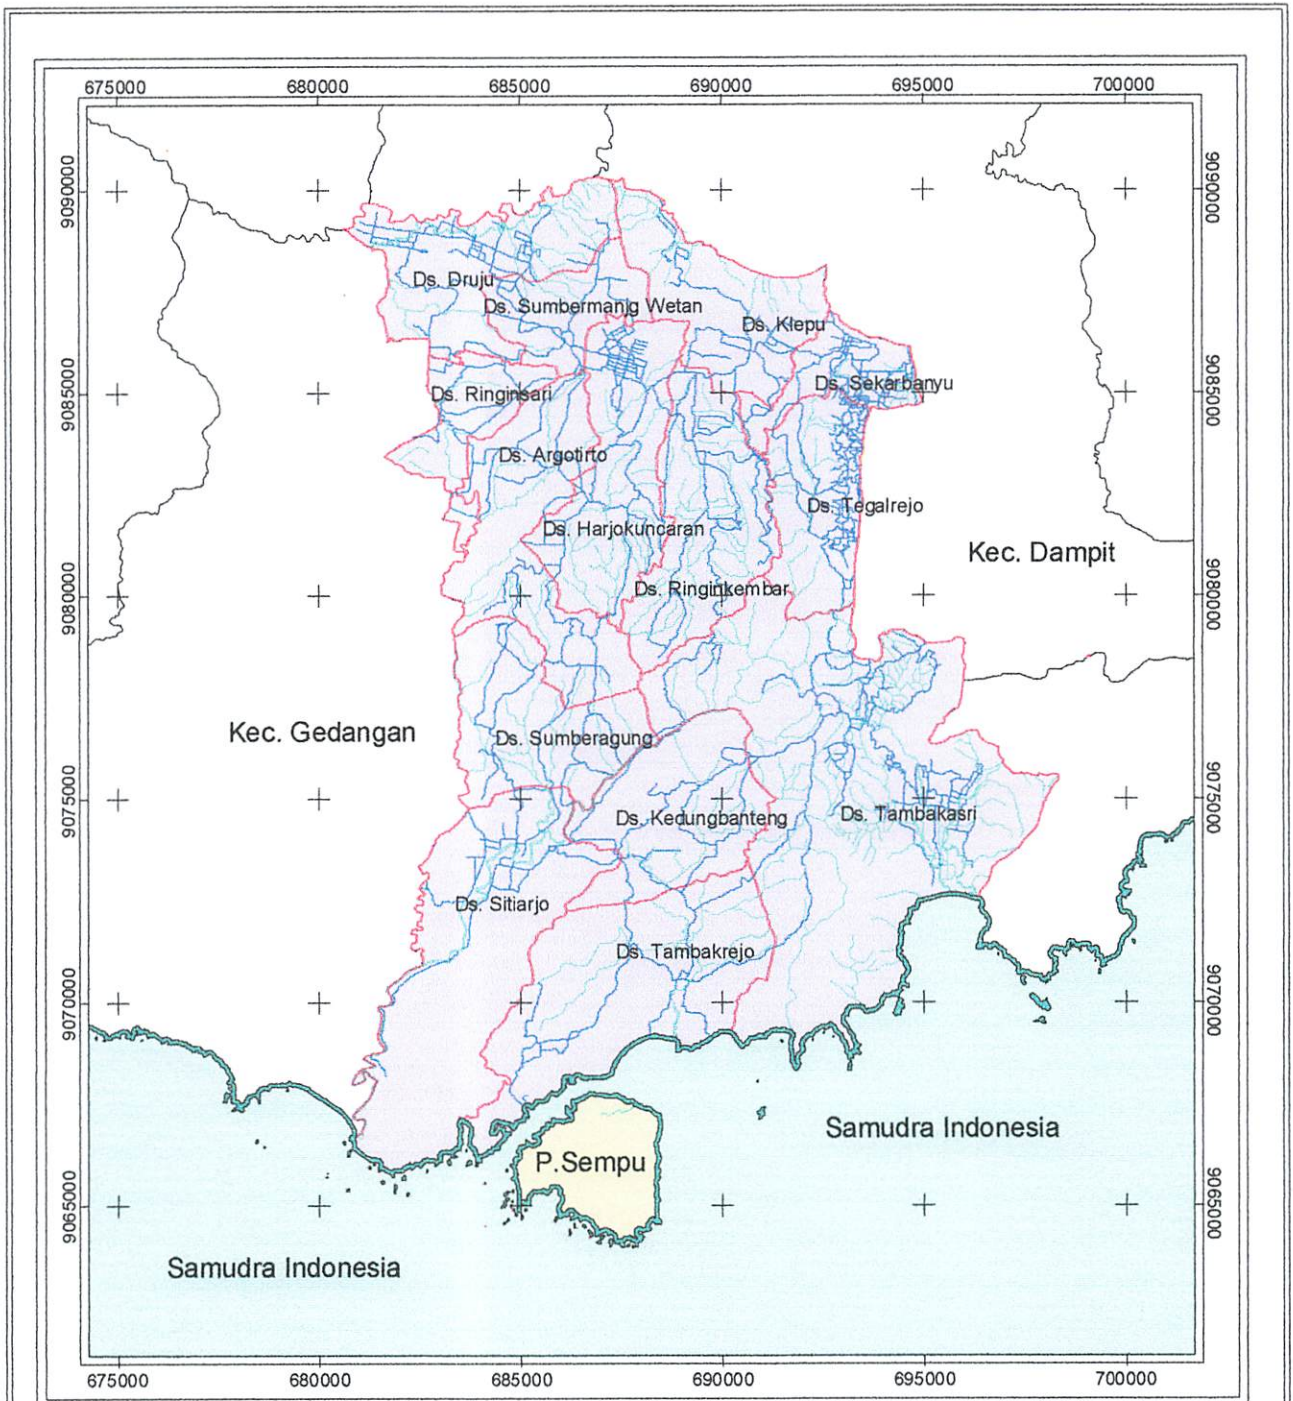 675000 680000 685000 690000 695000 700000
9090000 9090000
Ds. Druju
Ds. Sumbermanjg Wetan
Ds. Klepu
Ds. Sekarbanyu
9085000 9085000
Ds. Ringinsari
Ds. Argotirto
Ds. Tegalrejo
Ds. Harjokuncaran
Kec. Dampit
Ds. Ringinkembar
9080000 9080000
Kec. Gedangan
Ds. Sumberagung
9075000 9075000
Ds. Kedungbanteng
Ds. Tambakasri
Ds. Sitiarjo
Ds. Tambakrejo
9070000 9070000
Samudra Indonesia
P.Sempu
9065000 9065000
Samudra Indonesia
675000 680000 685000 690000 695000 700000